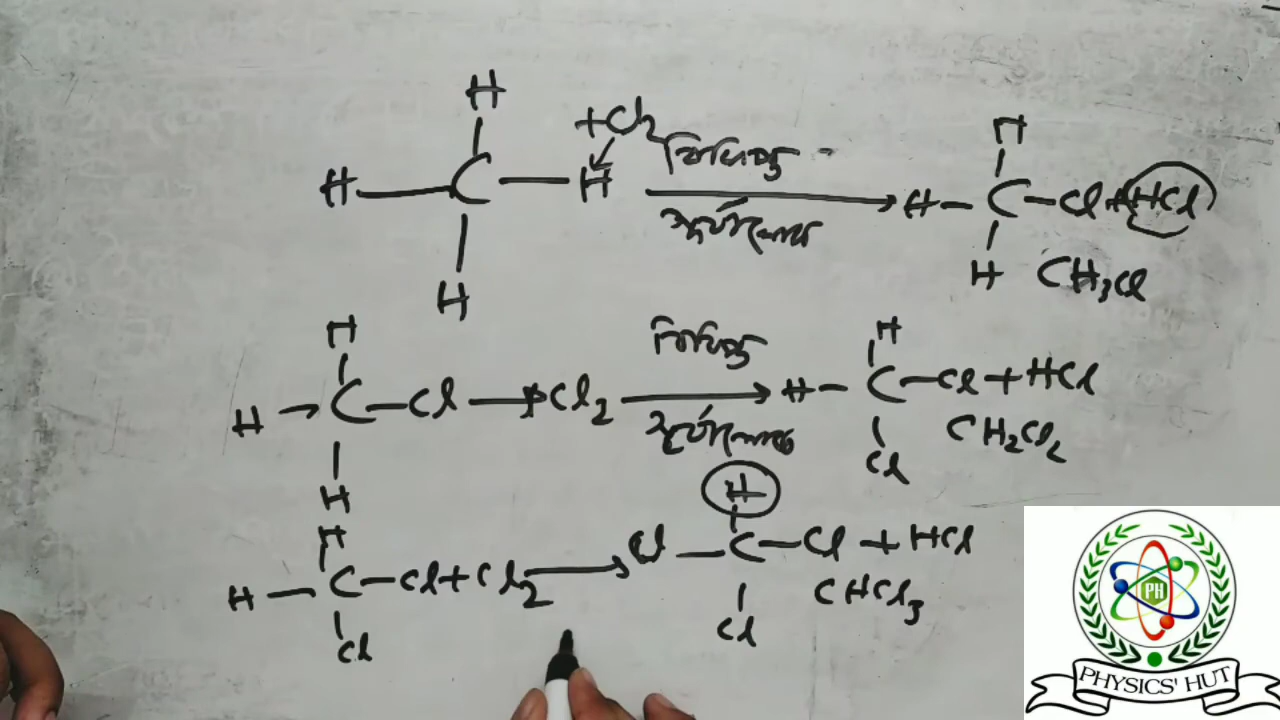 H
+Cl2
H C H বিক্ষিপ্ত H
H C Cl + HCl
সূর্যালোক
H H CH3Cl
H
H C Cl + Cl2 বিক্ষিপ্ত H
H C Cl + HCl
সূর্যালোক
H Cl CH2Cl2
H
H C Cl + Cl2 H
Cl C Cl + HCl
Cl Cl CHCl3
PH
PHYSICS' HUT